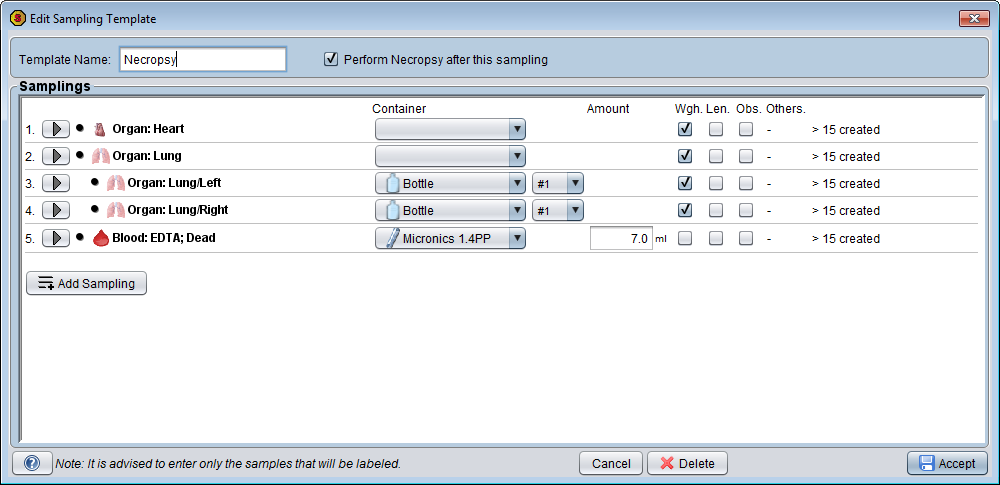 Edit Sampling Template
Template Name: Necropsy Perform Necropsy after this sampling
Samplings
Container Amount Wgh. Len. Obs. Others.
1. Organ: Heart - > 15 created
2. Organ: Lung - > 15 created
3. Organ: Lung/Left Bottle #1 - > 15 created
4. Organ: Lung/Right Bottle #1 - > 15 created
5. Blood: EDTA; Dead Micronics 1.4PP 7.0 ml - > 15 created
Add Sampling
Note: It is advised to enter only the samples that will be labeled. Cancel Delete Accept